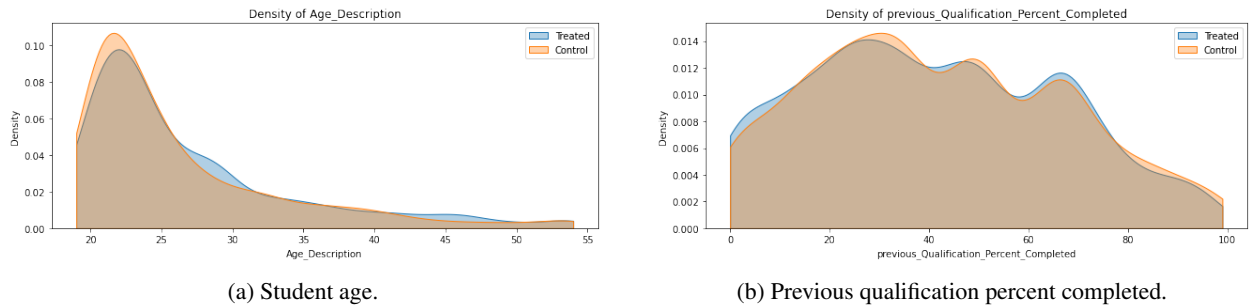 Density of Age_Description
Treated
Control
0.10
0.08
0.06
0.04
0.02
0.00
Density
20 25 30 35 40 45 50 55
Age_Description
(a) Student age.
Density of previous_Qualification_Percent_Completed
Treated
Control
0.014
0.012
0.010
0.008
0.006
0.004
0.002
0.000
Density
0 20 40 60 80 100
previous_Qualification_Percent_Completed
(b) Previous qualification percent completed.